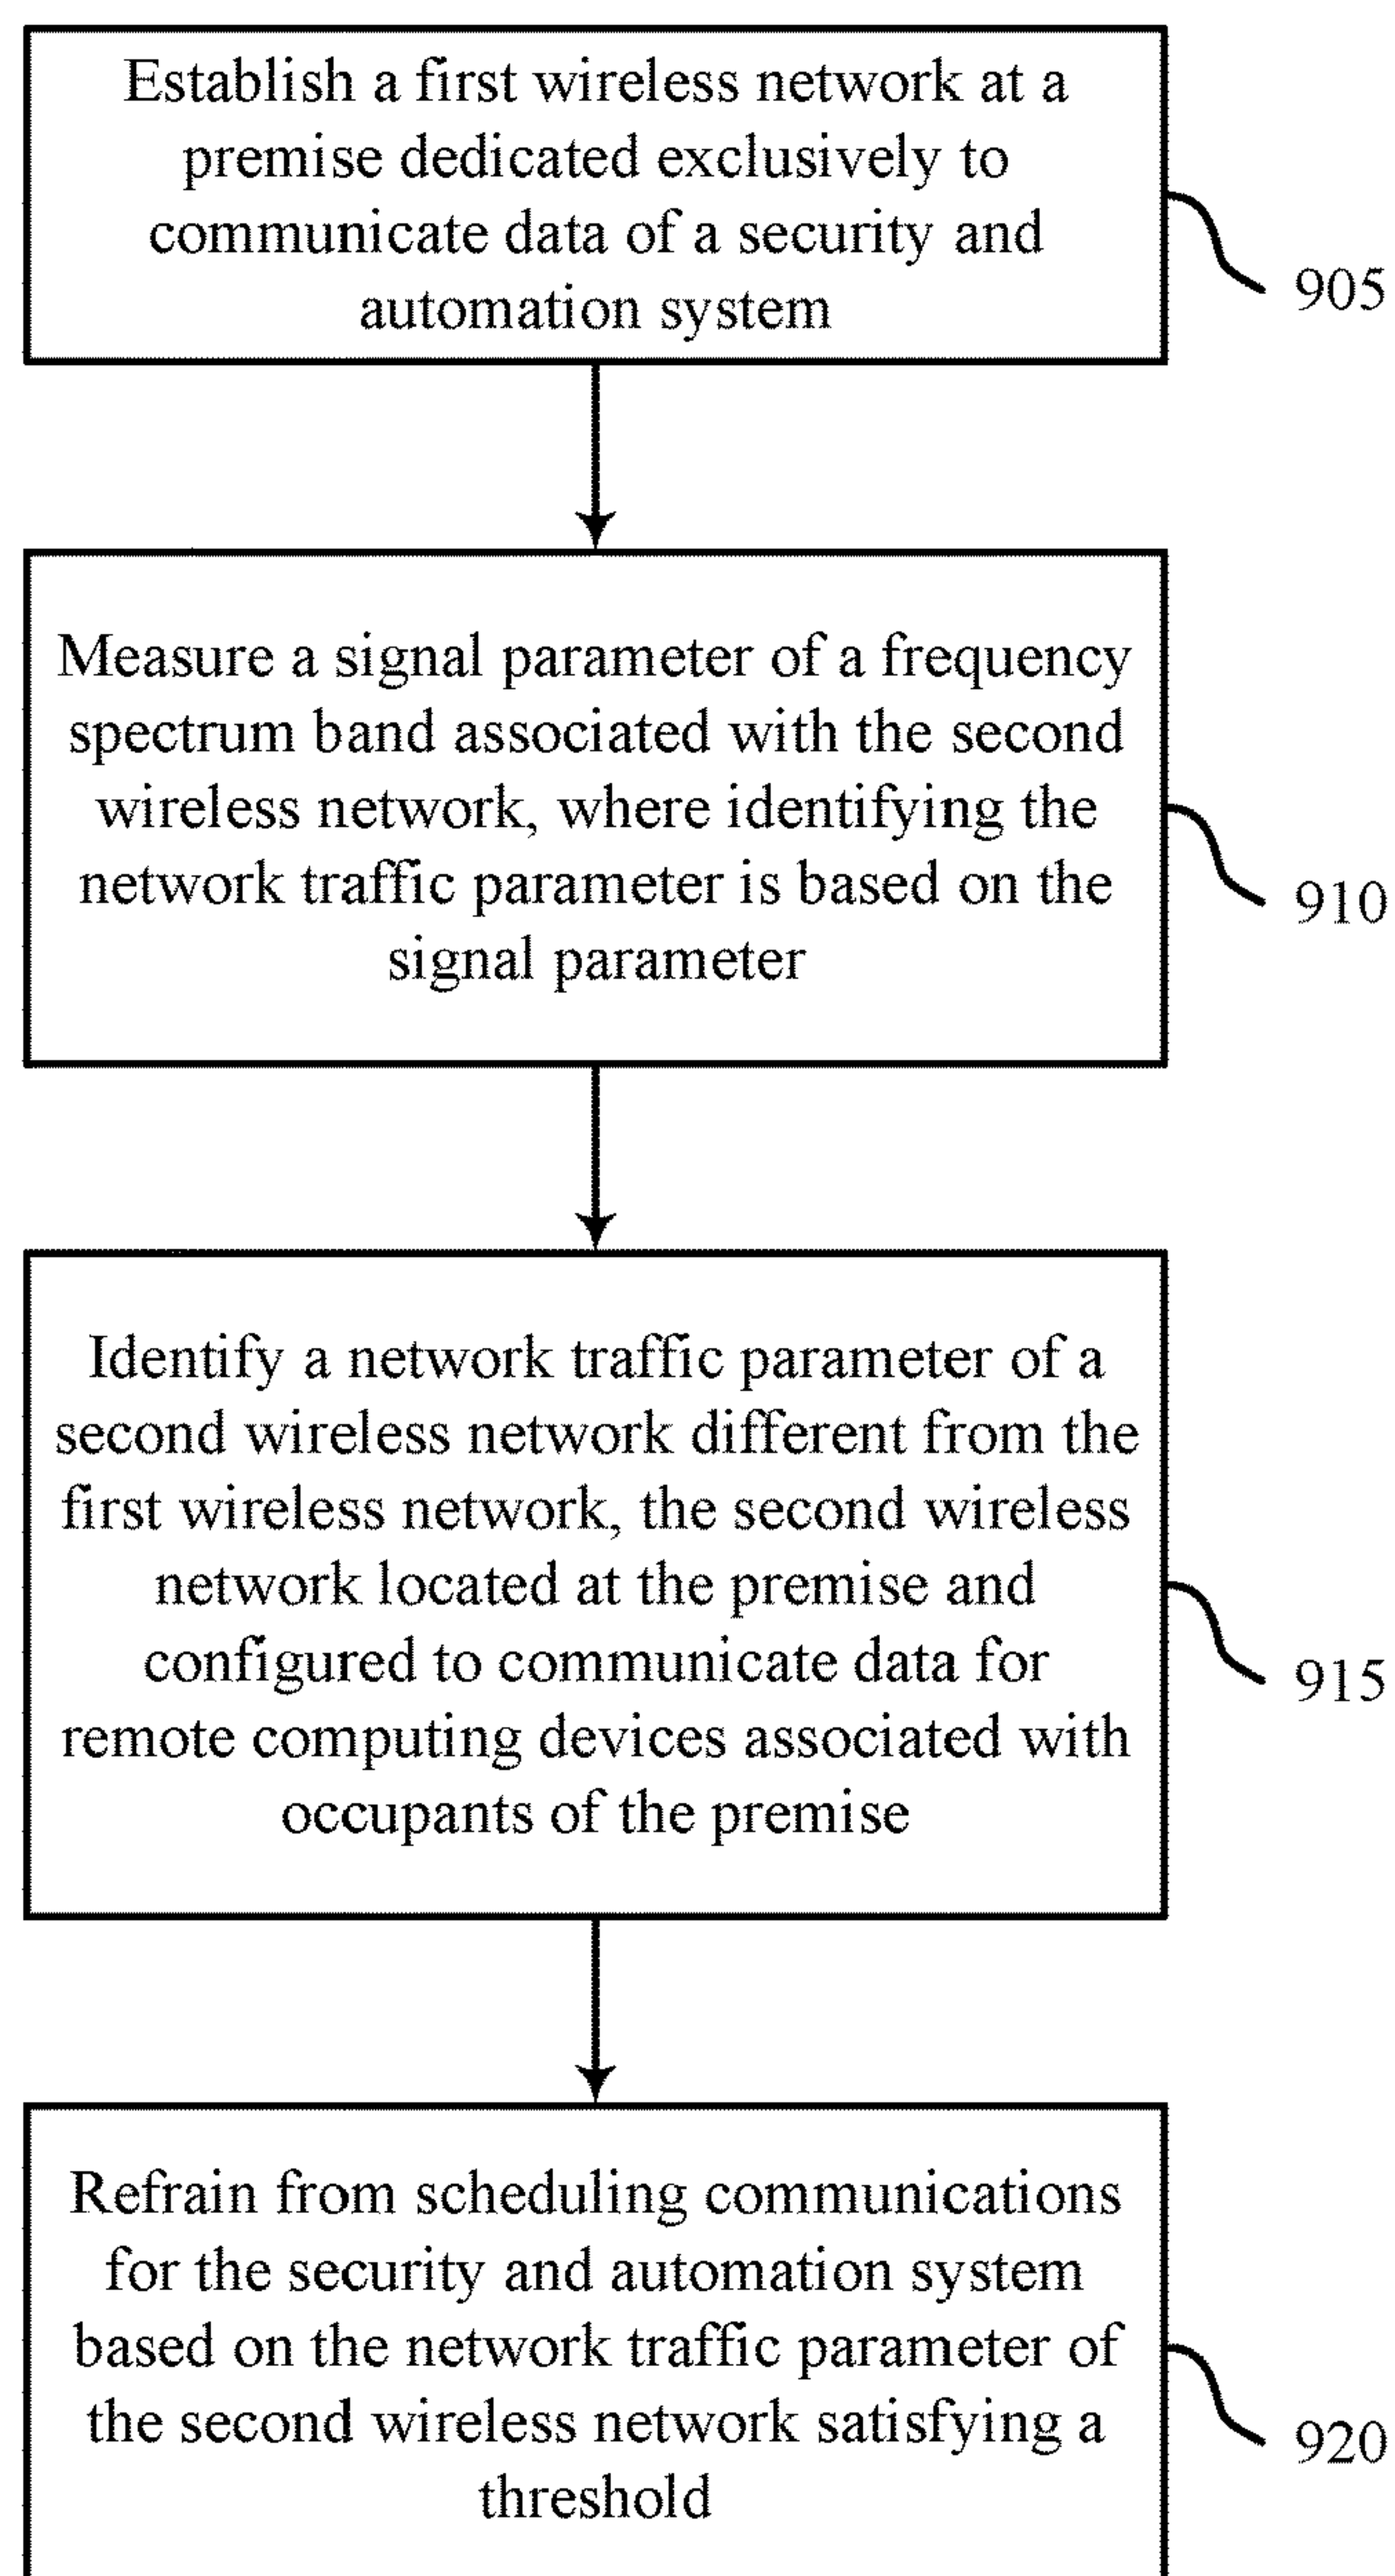 Establish a first wireless network at a
premise dedicated exclusively to
communicate data of a security and
automation system
905
Measure a signal parameter of a frequency
spectrum band associated with the second
wireless network, where identifying the
network traffic parameter is based on the
signal parameter
910
Identify a network traffic parameter of a
second wireless network different from the
first wireless network, the second wireless
network located at the premise and
configured to communicate data for
remote computing devices associated with
occupants of the premise
915
Refrain from scheduling communications
for the security and automation system
based on the network traffic parameter of
the second wireless network satisfying a
threshold
920